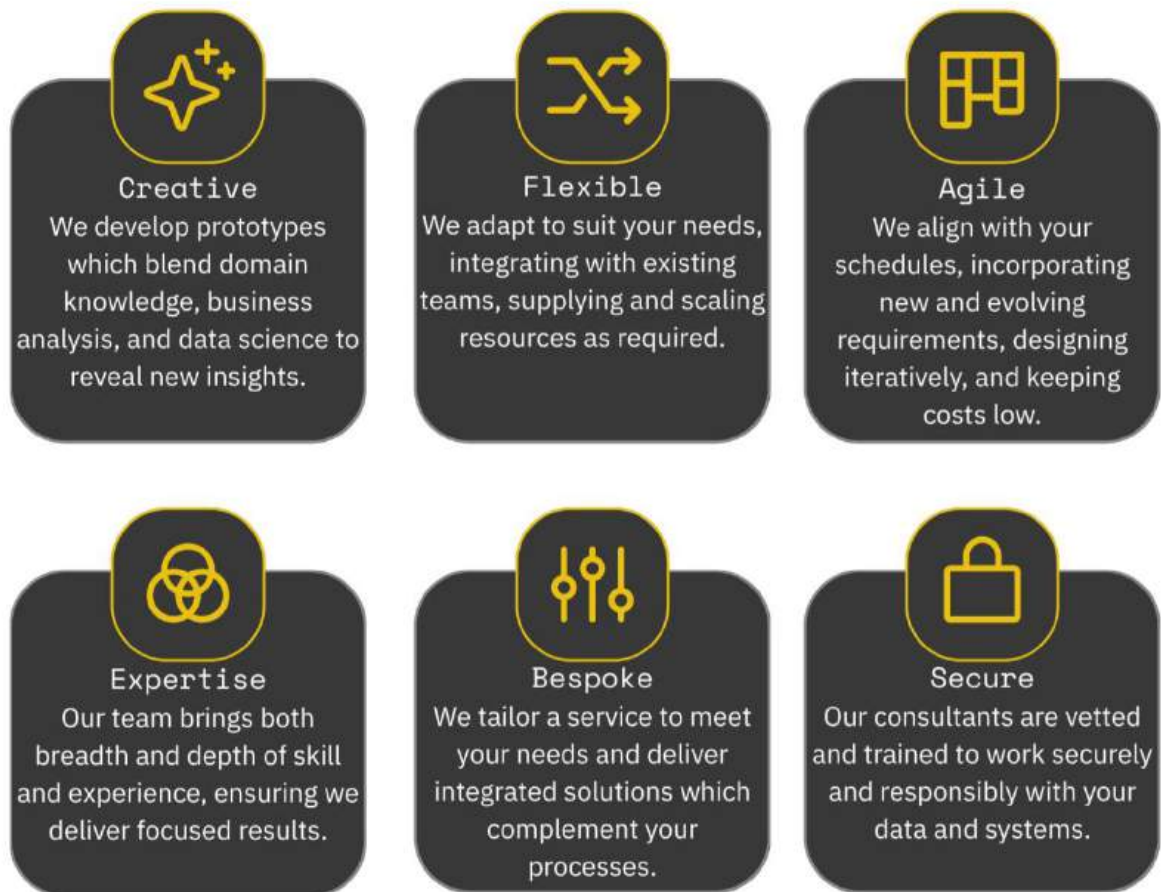 Creative
We develop prototypes
which blend domain
knowledge, business
analysis, and data science to
reveal new insights.
Flexible
We adapt to suit your needs,
integrating with existing
teams, supplying and scaling
resources as required.
Agile
We align with your
schedules, incorporating
new and evolving
requirements, designing
iteratively, and keeping
costs low.
Expertise
Our team brings both
breadth and depth of skill
and experience, ensuring we
deliver focused results.
Bespoke
We tailor a service to meet
your needs and deliver
integrated solutions which
complement your
processes.
Secure
Our consultants are vetted
and trained to work securely
and responsibly with your
data and systems.